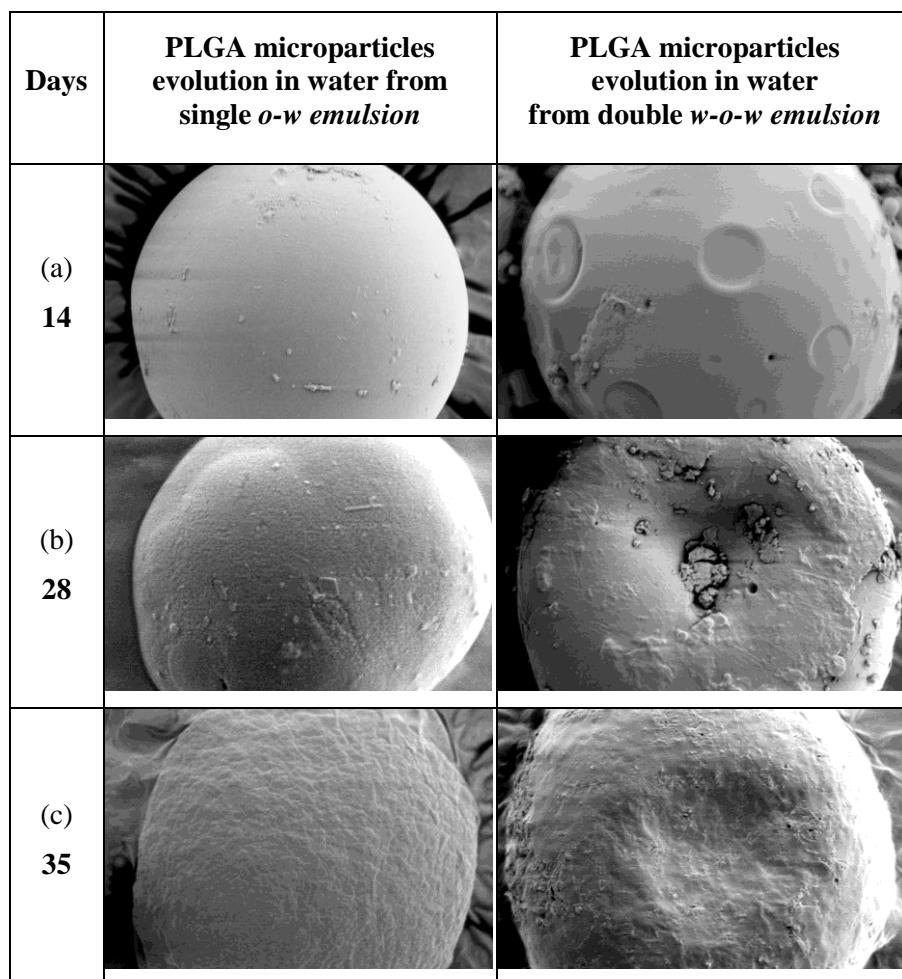 Days
PLGA microparticles
evolution in water from
single o-w emulsion
PLGA microparticles
evolution in water
from double w-o-w emulsion
(a)
14
(b)
28
(c)
35